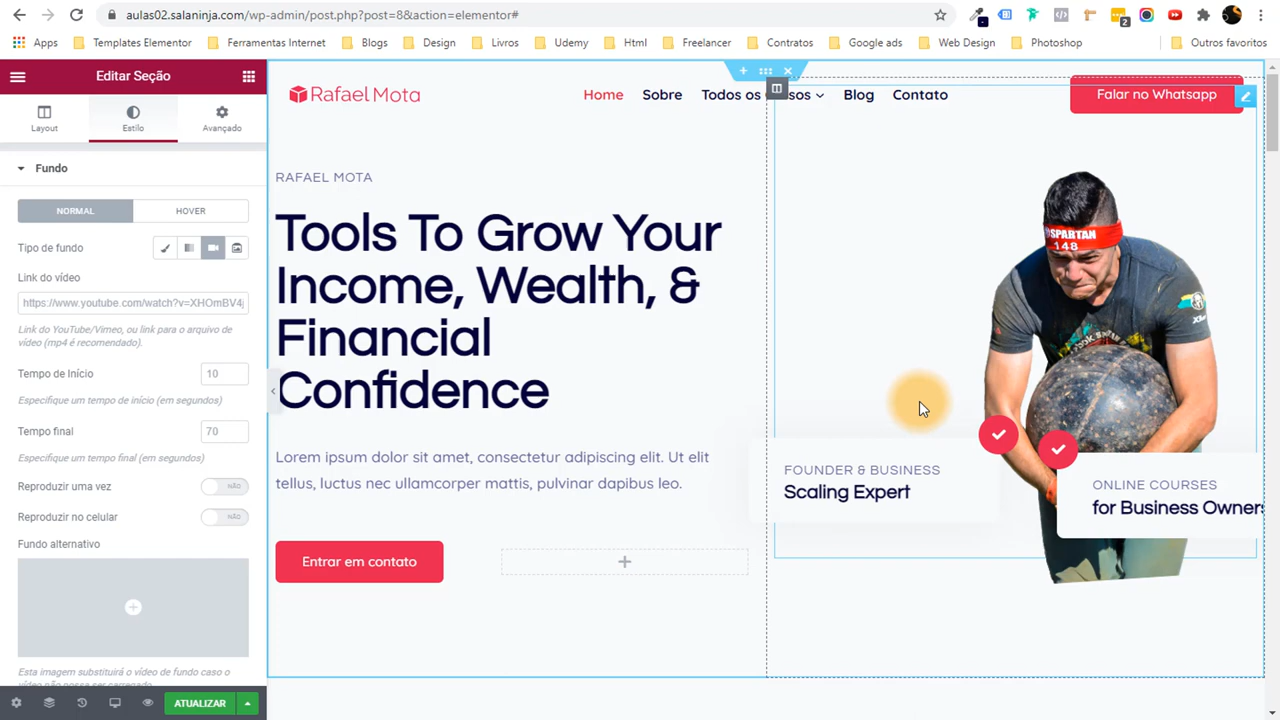 aulas02.salaninja.com/wp-admin/post.php?post=8&action=elementor#
2
Apps
Templates Elementor
Ferramentas Internet
Blogs
Design
Livros
Udemy
Html
Freelancer
Contratos
Google ads
Web Design
Photoshop
Outros favoritos
Editar Seção
Layout
Estilo
Avançado
Fundo
NORMAL
HOVER
Tipo de fundo
Link do vídeo
https://www.youtube.com/watch?v=XHOmBV4j
Link do YouTube/Vimeo, ou link para o arquivo de
vídeo (mp4 é recomendado).
Tempo de Início
10
Especifique um tempo de início (em segundos)
Tempo final
70
Especifique um tempo final (em segundos)
Reproduzir uma vez
NÃO
Reproduzir no celular
NÃO
Fundo alternativo
Esta imagem substituirá o vídeo de fundo caso o
vídeo não possa ser carregado.
ATUALIZAR
Rafael Mota
Home
Sobre
Todos os
Blog
Contato
Falar no Whatsapp
RAFAEL MOTA
Tools To Grow Your
Income, Wealth, &
Financial
Confidence
Lorem ipsum dolor sit amet, consectetur adipiscing elit. Ut elit
tellus, luctus nec ullamcorper mattis, pulvinar dapibus leo.
Entrar em contato
SPARTAN
148
FOUNDER & BUSINESS
Scaling Expert
ONLINE COURSES
for Business Owners